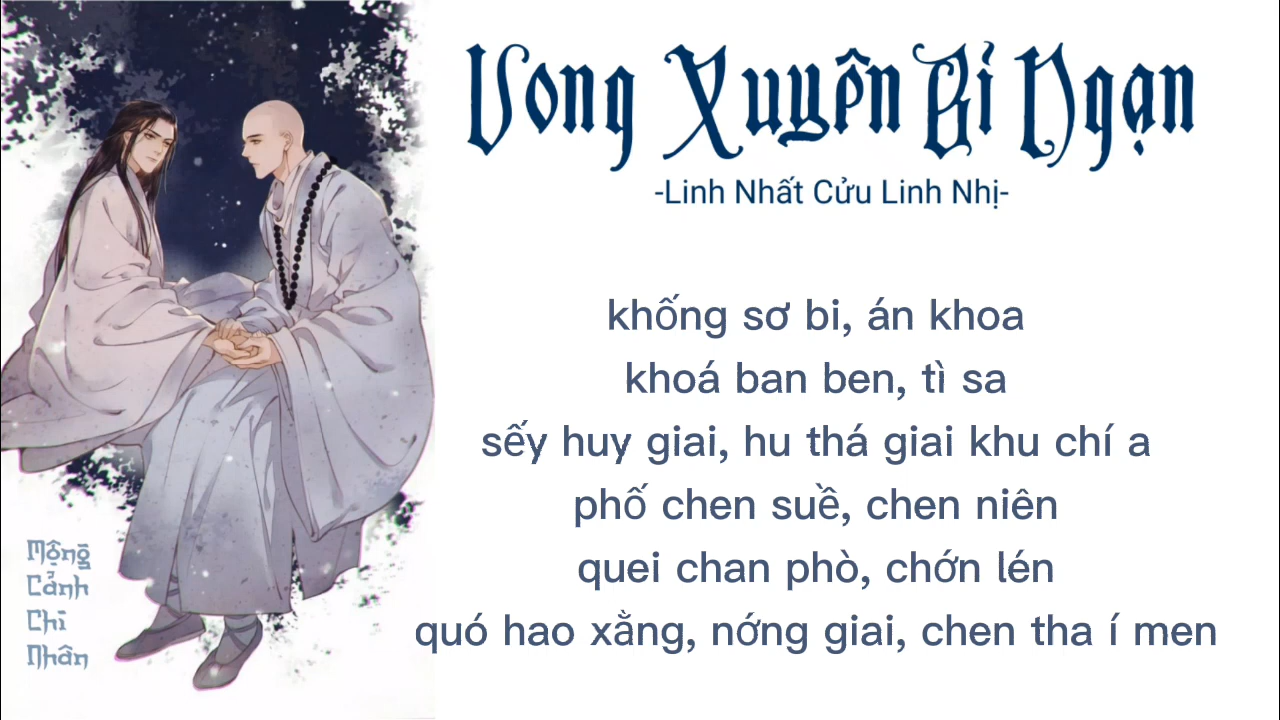 Vong Xuyên Bỉ Ngạn
-Linh Nhất Cửu Linh Nhị-
khống sơ bi, án khoa
khoá ban ben, tì sa
sếy huy giai, hu thá giai khu chí a
phố chen suề, chen niên
quei chan phò, chớn lén
quó hao xằng, nớng giai, chen tha í men
Mộng
Cảnh
Chi
Nhân